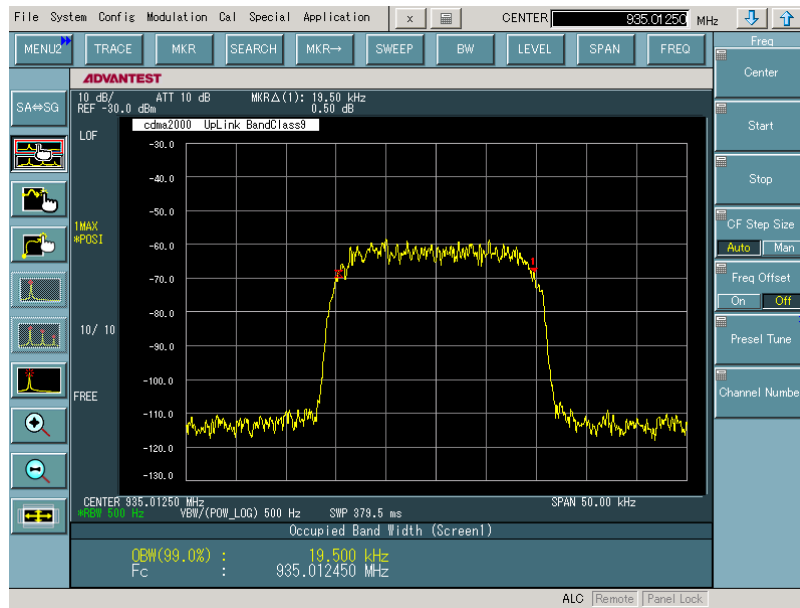 File System Config Modulation Cal Special Application x CENTER 935.01250 MHz
MENU2 TRACE MKR SEARCH MKR→ SWEEP BW LEVEL SPAN FREQ Freq
ADVANTEST
Center
10 dB/ ATT 10 dB MKRΔ(1): 19.50 kHz
REF -30.0 dBm 0.50 dB
SA⇔SG
cdma2000 UpLink BandClass9
LOF
Start
-30.0
-40.0
Stop
-50.0
1MAX
*POSI
CF Step Size
Auto Man
-60.0
1
-70.0
Freq Offset
On Off
-80.0
10/ 10
Presel Tune
-90.0
-100.0
FREE
Channel Numbe
-110.0
-120.0
-130.0
CENTER 935.01250 MHz SPAN 50.00 kHz
*RBW 500 Hz VBW/(POW_LOG) 500 Hz SWP 379.5 ms
Occupied Band Width (Screen1)
OBW(99.0%) : 19.500 kHz
Fc : 935.012450 MHz
ALC Remote Panel Lock